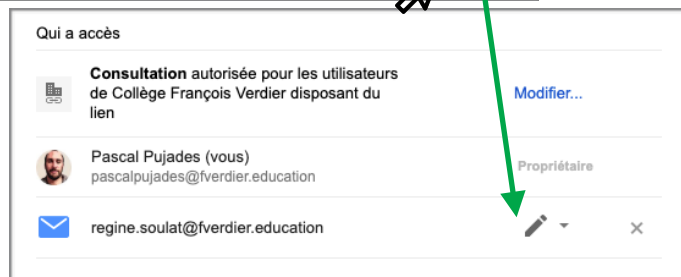 Qui a accès
Consultation autorisée pour les utilisateurs
de Collège François Verdier disposant du
lien
Modifier...
Pascal Pujades (vous)
pascalpujades@fverdier.education
Propriétaire
regine.soulat@fverdier.education